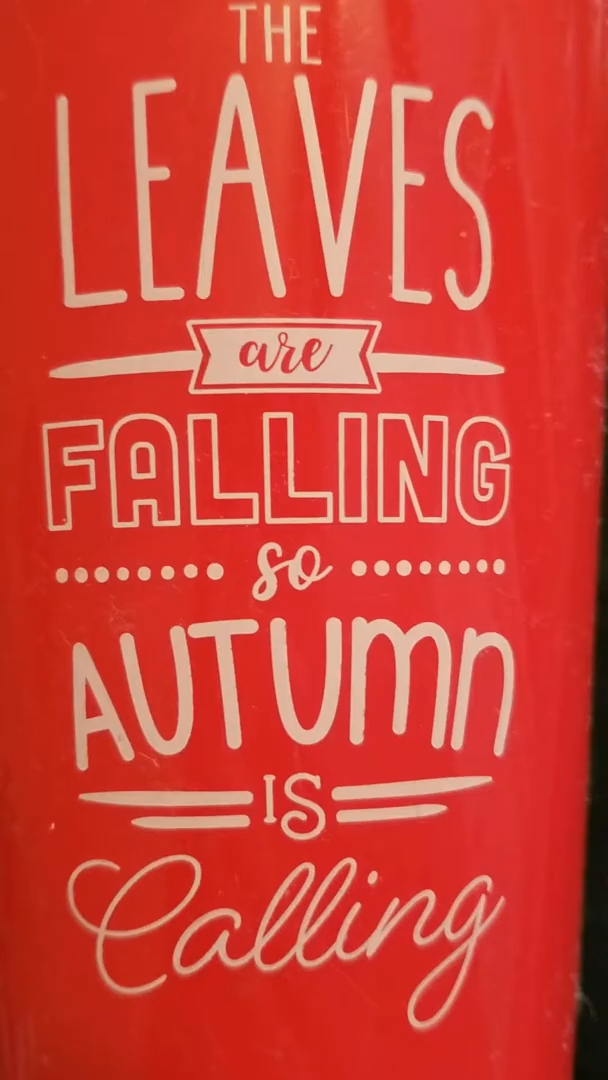 THE
LEAVES
are
FALLING
so
AUTUMN
IS
Calling